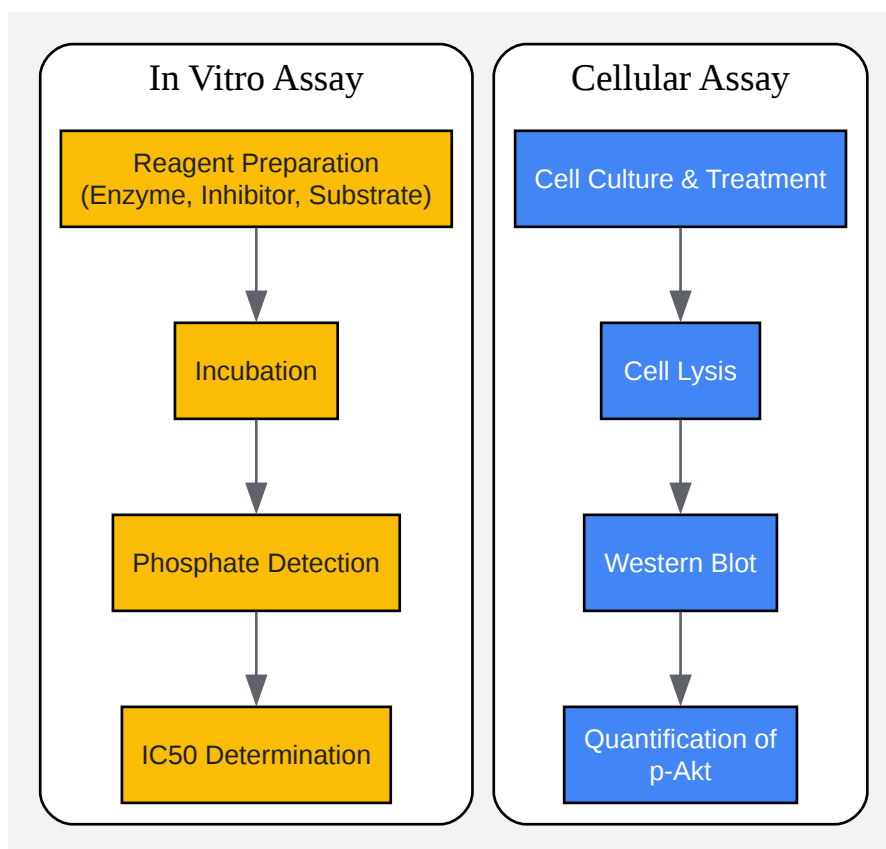 In Vitro Assay
Reagent Preparation
(Enzyme, Inhibitor, Substrate)
Incubation
Phosphate Detection
IC50 Determination
Cellular Assay
Cell Culture & Treatment
Cell Lysis
Western Blot
Quantification of
p-Akt